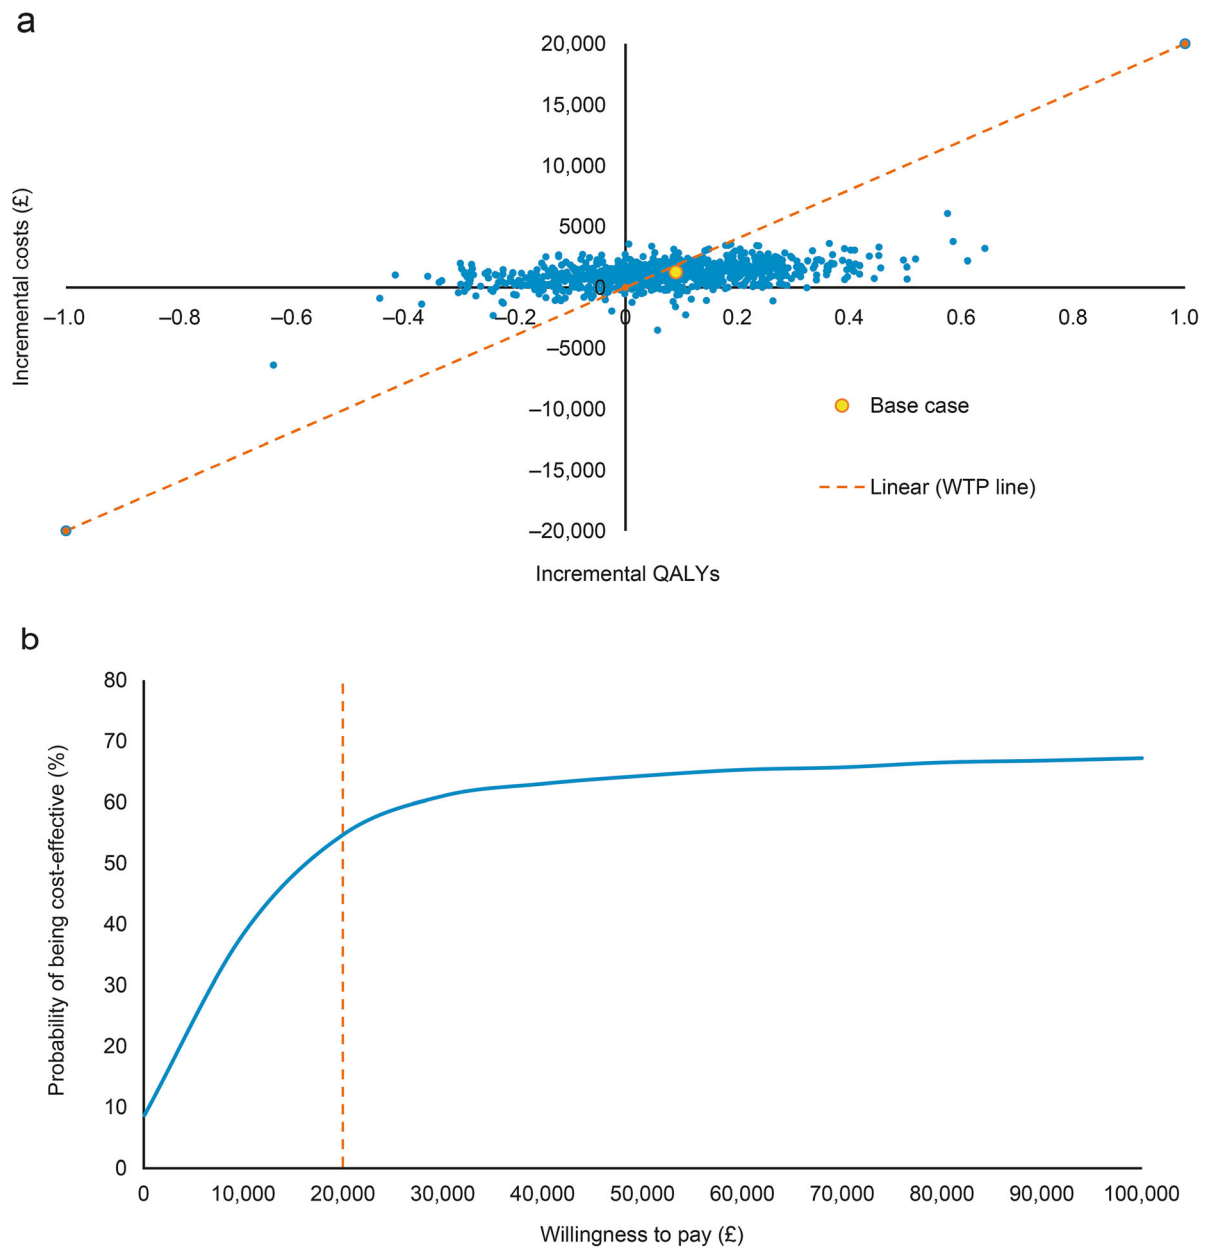 a
20,000
15,000
10,000
5000
0
–1.0 –0.8 –0.6 –0.4 –0.2 0 0.2 0.4 0.6 0.8 1.0
–5000
–10,000
–15,000
–20,000
Incremental costs (£)
Base case
Linear (WTP line)
Incremental QALYs
b
80
70
60
50
40
30
20
10
0
Probability of being cost-effective (%)
0 10,000 20,000 30,000 40,000 50,000 60,000 70,000 80,000 90,000 100,000
Willingness to pay (£)